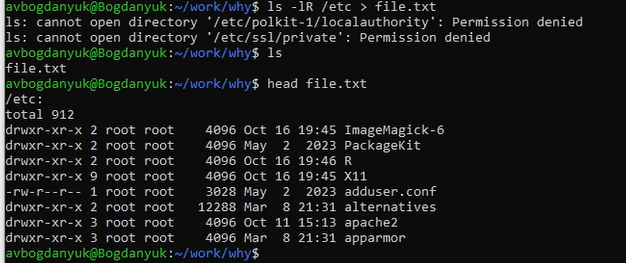 avbogdanyuk@Bogdanyuk:~/work/why$ ls -lR /etc > file.txt
ls: cannot open directory '/etc/polkit-1/localauthority': Permission denied
ls: cannot open directory '/etc/ssl/private': Permission denied
avbogdanyuk@Bogdanyuk:~/work/why$ ls
file.txt
avbogdanyuk@Bogdanyuk:~/work/why$ head file.txt
/etc:
total 912
drwxr-xr-x 2 root root    4096 Oct 16 19:45 ImageMagick-6
drwxr-xr-x 2 root root    4096 May  2  2023 PackageKit
drwxr-xr-x 2 root root    4096 Oct 16 19:46 R
drwxr-xr-x 9 root root    4096 Oct 16 19:45 X11
-rw-r--r-- 1 root root    3028 May  2  2023 adduser.conf
drwxr-xr-x 2 root root   12288 Mar  8 21:31 alternatives
drwxr-xr-x 3 root root    4096 Oct 11 15:13 apache2
drwxr-xr-x 3 root root    4096 Mar  8 21:31 apparmor
avbogdanyuk@Bogdanyuk:~/work/why$